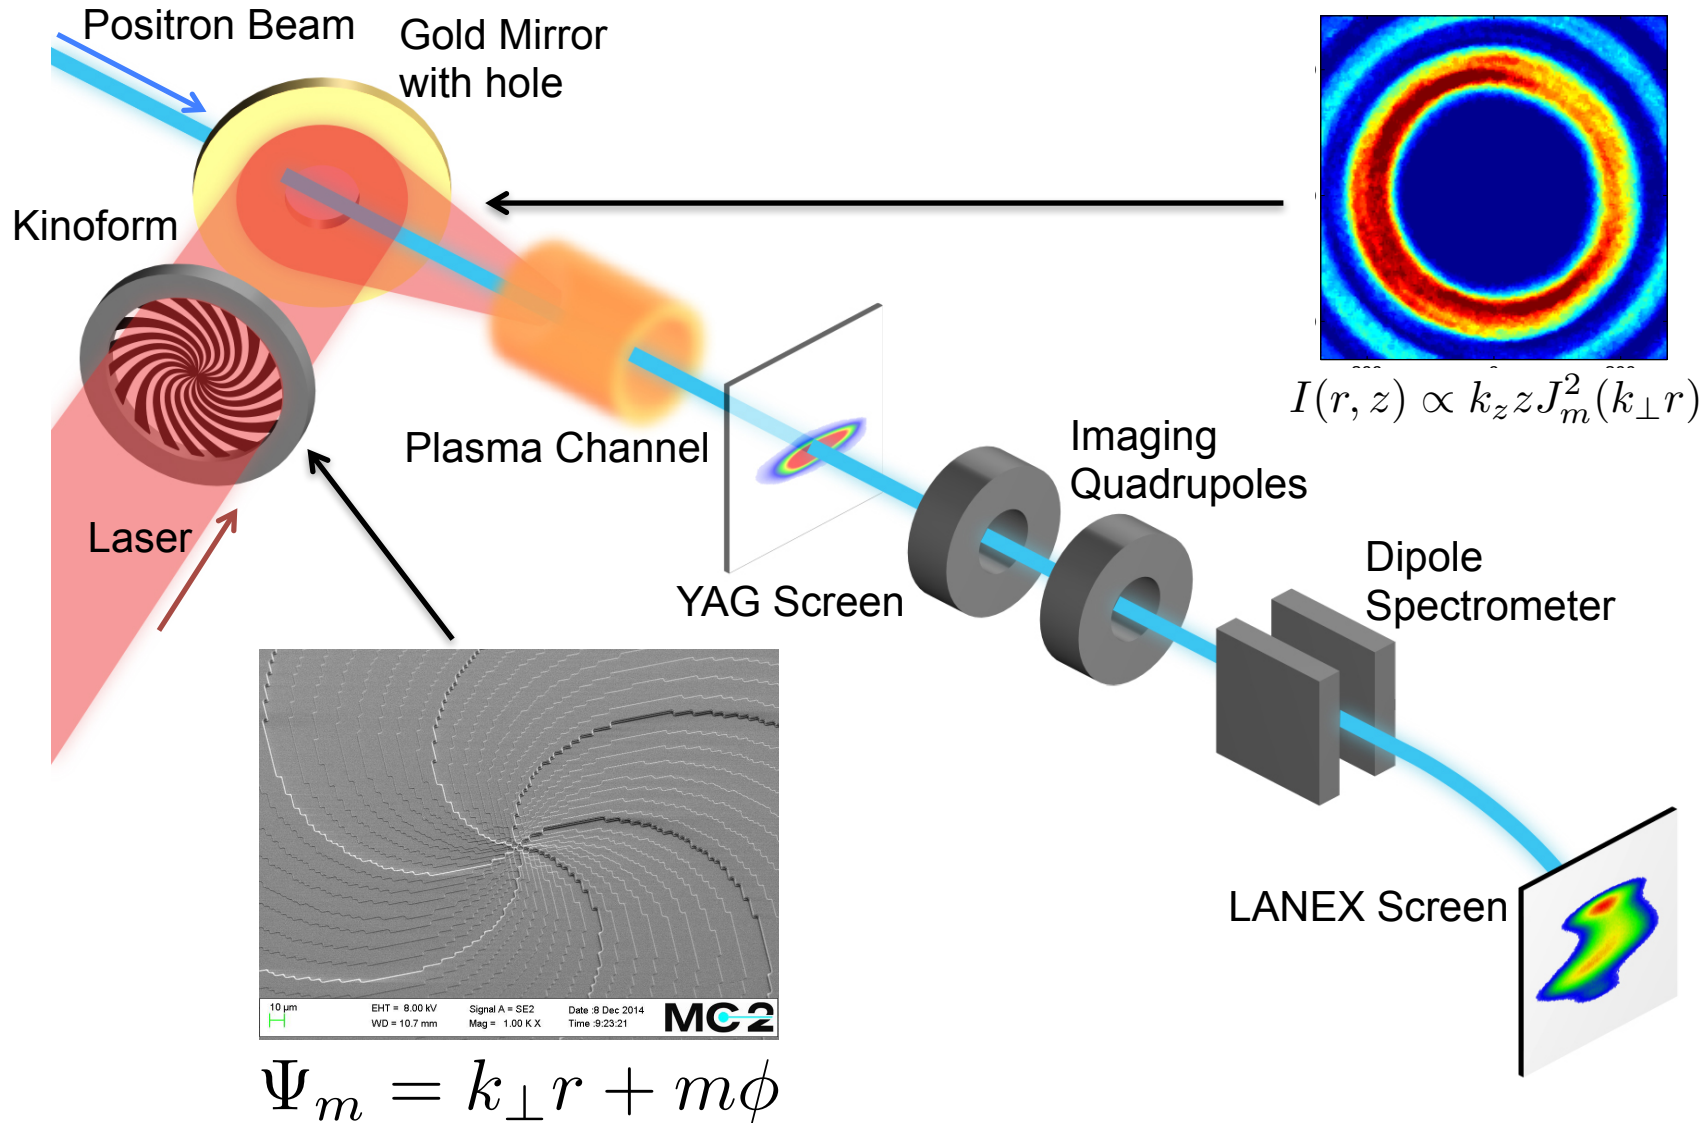 Positron Beam
Gold Mirror
with hole
Kinoform
Laser
Plasma Channel
YAG Screen
Imaging
Quadrupoles
Dipole
Spectrometer
LANEX Screen
I(r, z) ∝ k_z z J_m^2(k_⊥ r)
10 µm
EHT = 8.00 kV
WD = 10.7 mm
Signal A = SE2
Mag = 1.00 K X
Date :8 Dec 2014
Time :9:23:21
MC2
Ψ_m = k_⊥ r + mϕ